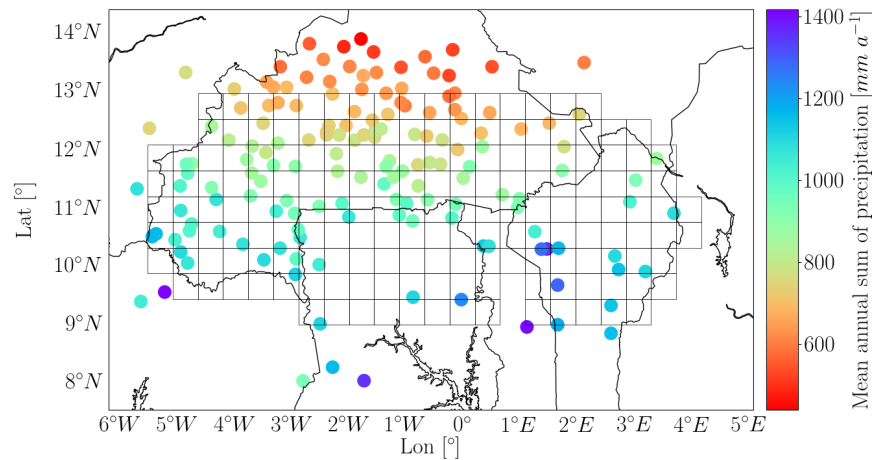 14°N
13°N
12°N
11°N
10°N
9°N
8°N
Lat [°]
6°W 5°W 4°W 3°W 2°W 1°W 0° 1°E 2°E 3°E 4°E 5°E
Lon [°]
1400
1200
1000
800
600
Mean annual sum of precipitation [mm a⁻¹]